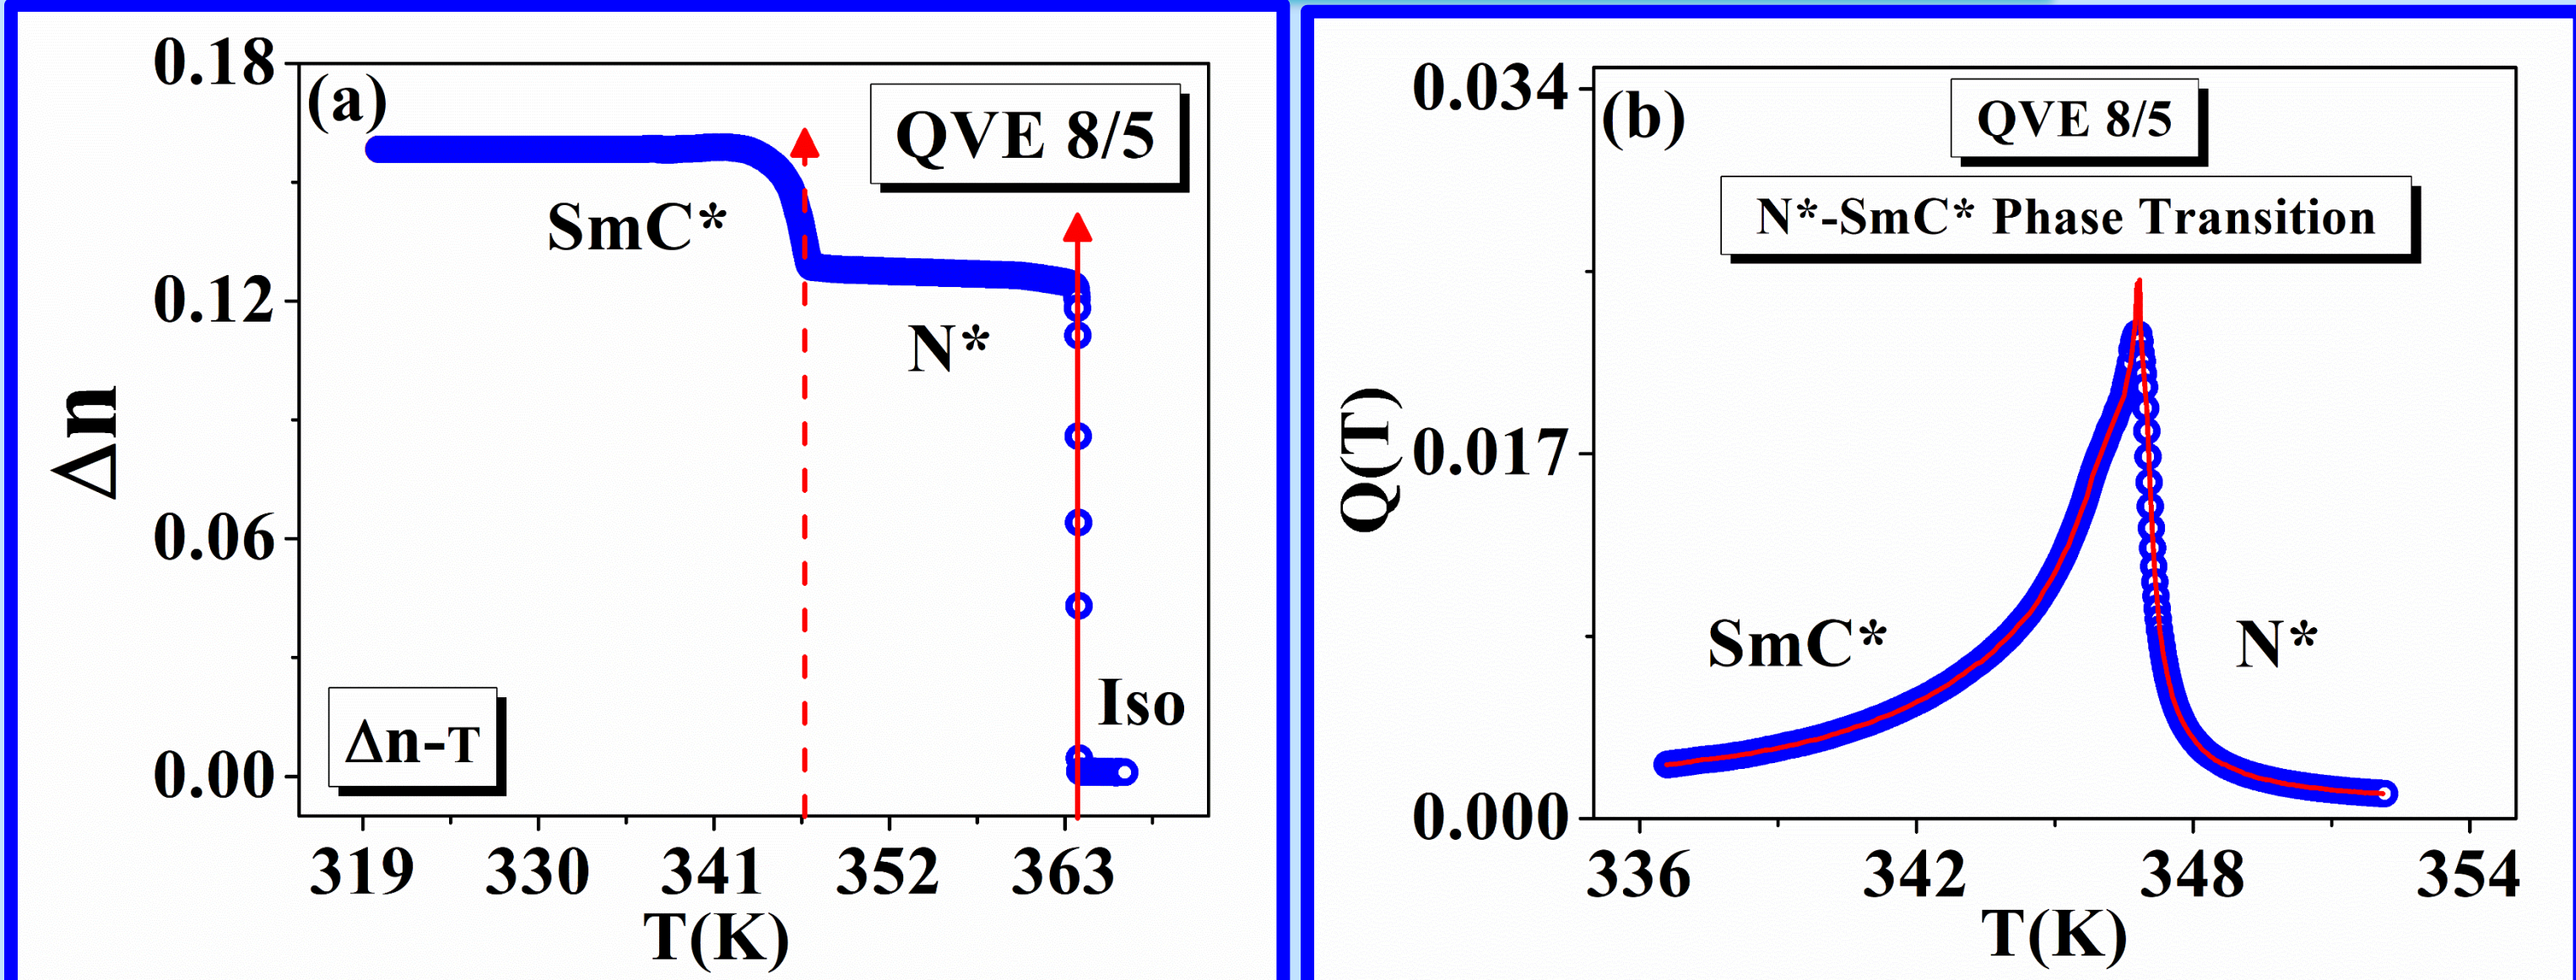 (a)
QVE 8/5
SmC*
N*
Iso
Δn-T
Δn
0.18
0.12
0.06
0.00
319 330 341 352 363
T(K)
(b)
QVE 8/5
N*-SmC* Phase Transition
SmC*
N*
Q(T)
0.034
0.017
0.000
336 342 348 354
T(K)